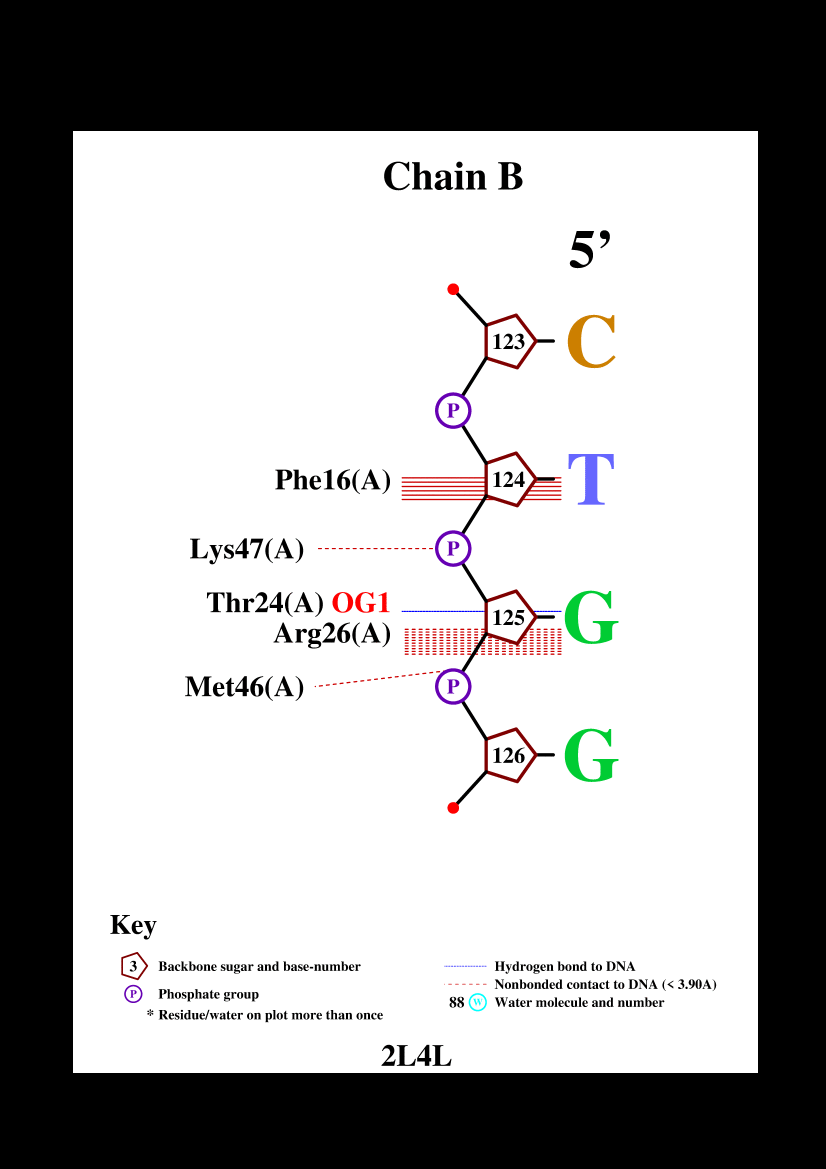 Chain B
5’
123 C
P
Phe16(A) 124 T
Lys47(A) P
Thr24(A) OG1 125 G
Arg26(A)
Met46(A) P
126 G
Key
3 Backbone sugar and base-number
P Phosphate group
* Residue/water on plot more than once
Hydrogen bond to DNA
Nonbonded contact to DNA (< 3.90A)
88 W Water molecule and number
2L4L